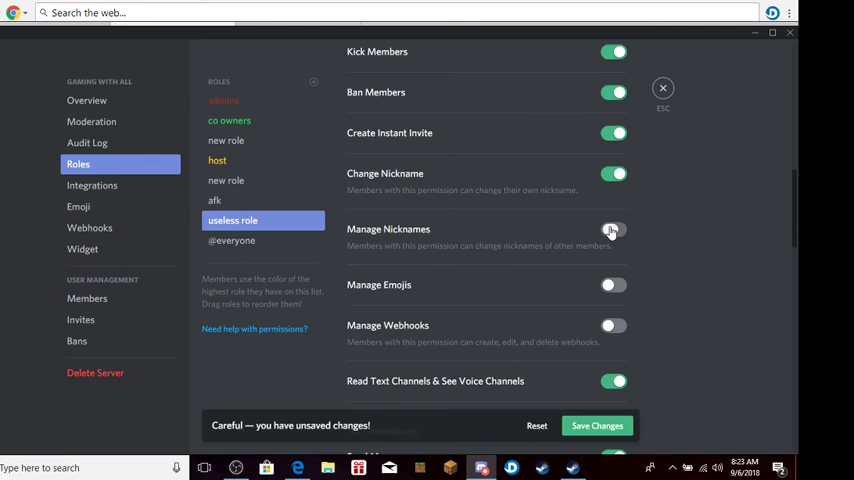 Search the web...
GAMING WITH ALL
Overview
Moderation
Audit Log
Roles
Integrations
Emoji
Webhooks
Widget
USER MANAGEMENT
Members
Invites
Bans
Delete Server
ROLES
admins
co owners
new role
host
new role
afk
useless role
@everyone
Members use the color of the
highest role they have on this list.
Drag roles to reorder them!
Need help with permissions?
Kick Members
Ban Members
Create Instant Invite
Change Nickname
Members with this permission can change their own nickname.
Manage Nicknames
Members with this permission can change nicknames of other members.
Manage Emojis
Manage Webhooks
Members with this permission can create, edit, and delete webhooks.
Read Text Channels & See Voice Channels
ESC
Careful — you have unsaved changes!
Reset
Save Changes
Type here to search
8:23 AM
9/6/2018
2